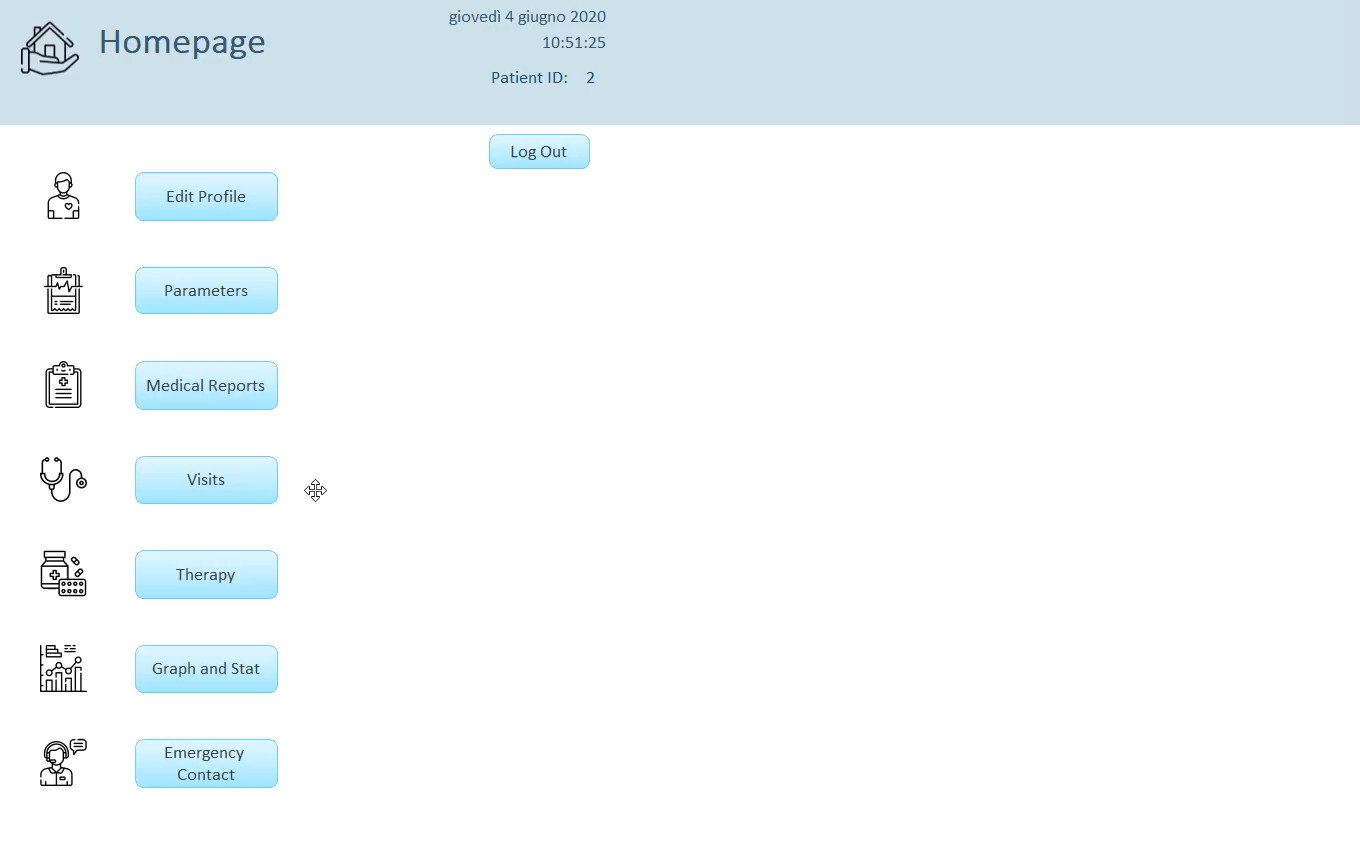 Homepage
giovedì 4 giugno 2020
10:51:25
Patient ID: 2
Log Out
Edit Profile
Parameters
Medical Reports
Visits
Therapy
Graph and Stat
Emergency
Contact